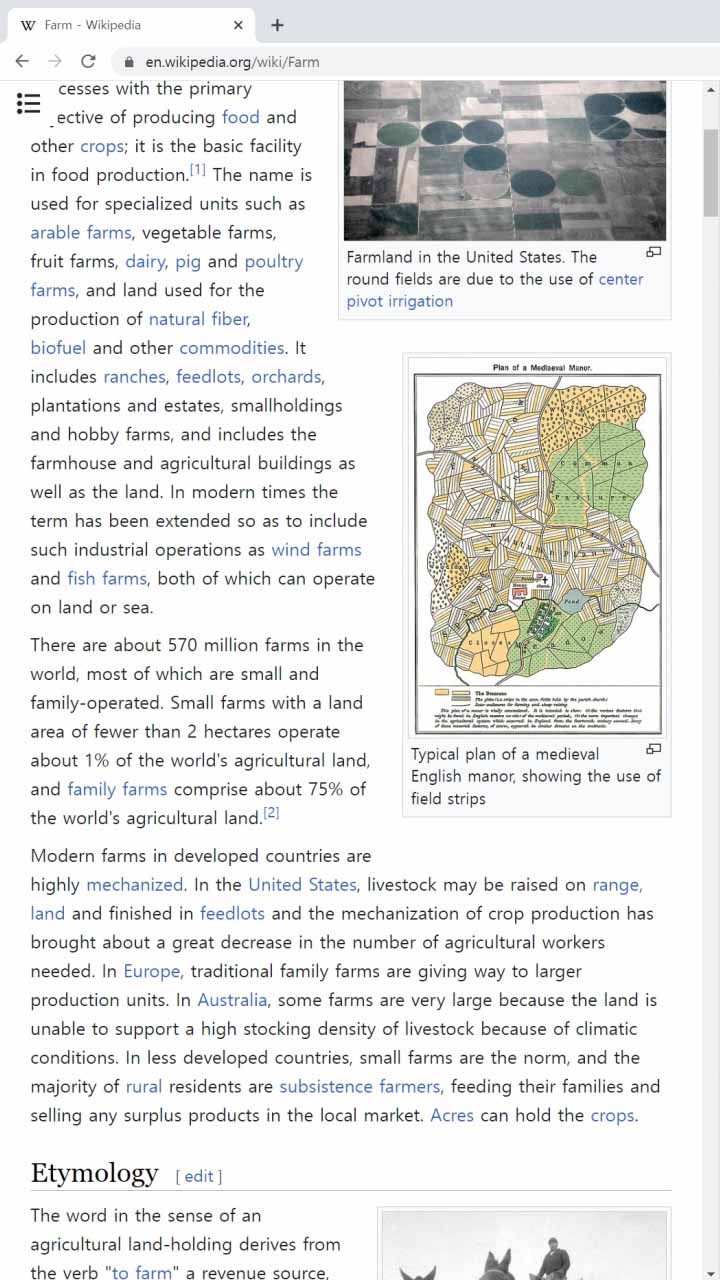 Farm - Wikipedia
en.wikipedia.org/wiki/Farm
cesses with the primary
ective of producing food and
other crops; it is the basic facility
in food production.[1] The name is
used for specialized units such as
arable farms, vegetable farms,
fruit farms, dairy, pig and poultry
farms, and land used for the
production of natural fiber,
biofuel and other commodities. It
includes ranches, feedlots, orchards,
plantations and estates, smallholdings
and hobby farms, and includes the
farmhouse and agricultural buildings as
well as the land. In modern times the
term has been extended so as to include
such industrial operations as wind farms
and fish farms, both of which can operate
on land or sea.
Farmland in the United States. The
round fields are due to the use of center
pivot irrigation
Plan of a Mediaeval Manor.
Common
Pasture
Pond
Close
Meadow
The Demesne
Typical plan of a medieval
English manor, showing the use of
field strips
There are about 570 million farms in the
world, most of which are small and
family-operated. Small farms with a land
area of fewer than 2 hectares operate
about 1% of the world's agricultural land,
and family farms comprise about 75% of
the world's agricultural land.[2]
Modern farms in developed countries are
highly mechanized. In the United States, livestock may be raised on range,
land and finished in feedlots and the mechanization of crop production has
brought about a great decrease in the number of agricultural workers
needed. In Europe, traditional family farms are giving way to larger
production units. In Australia, some farms are very large because the land is
unable to support a high stocking density of livestock because of climatic
conditions. In less developed countries, small farms are the norm, and the
majority of rural residents are subsistence farmers, feeding their families and
selling any surplus products in the local market. Acres can hold the crops.
Etymology [ edit ]
The word in the sense of an
agricultural land-holding derives from
the verb "to farm" a revenue source,